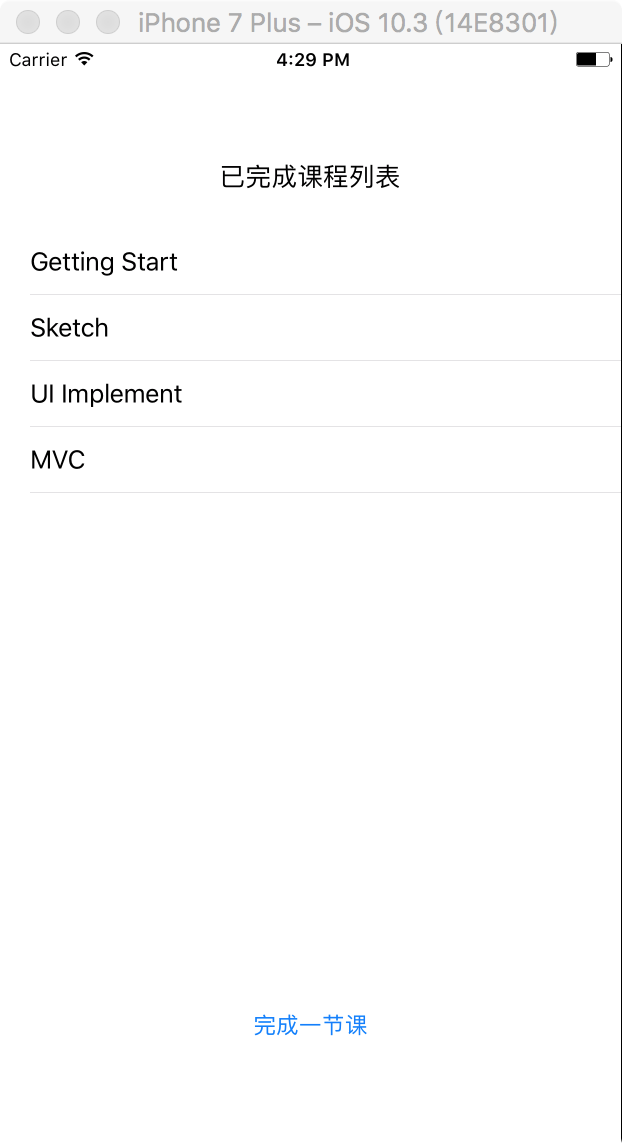 iPhone 7 Plus – iOS 10.3 (14E8301)
Carrier 4:29 PM
已完成课程列表
Getting Start
Sketch
UI Implement
MVC
完成一节课